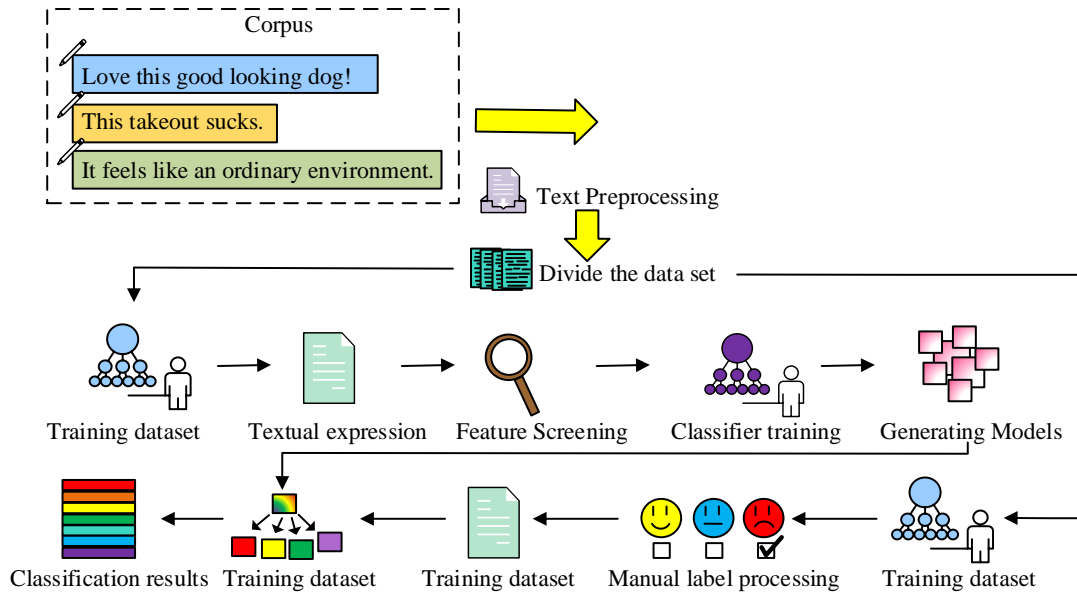 Corpus
Love this good looking dog!
This takeout sucks.
It feels like an ordinary environment.
Text Preprocessing
Divide the data set
Training dataset
Textual expression
Feature Screening
Classifier training
Generating Models
Classification results
Training dataset
Training dataset
Manual label processing
Training dataset